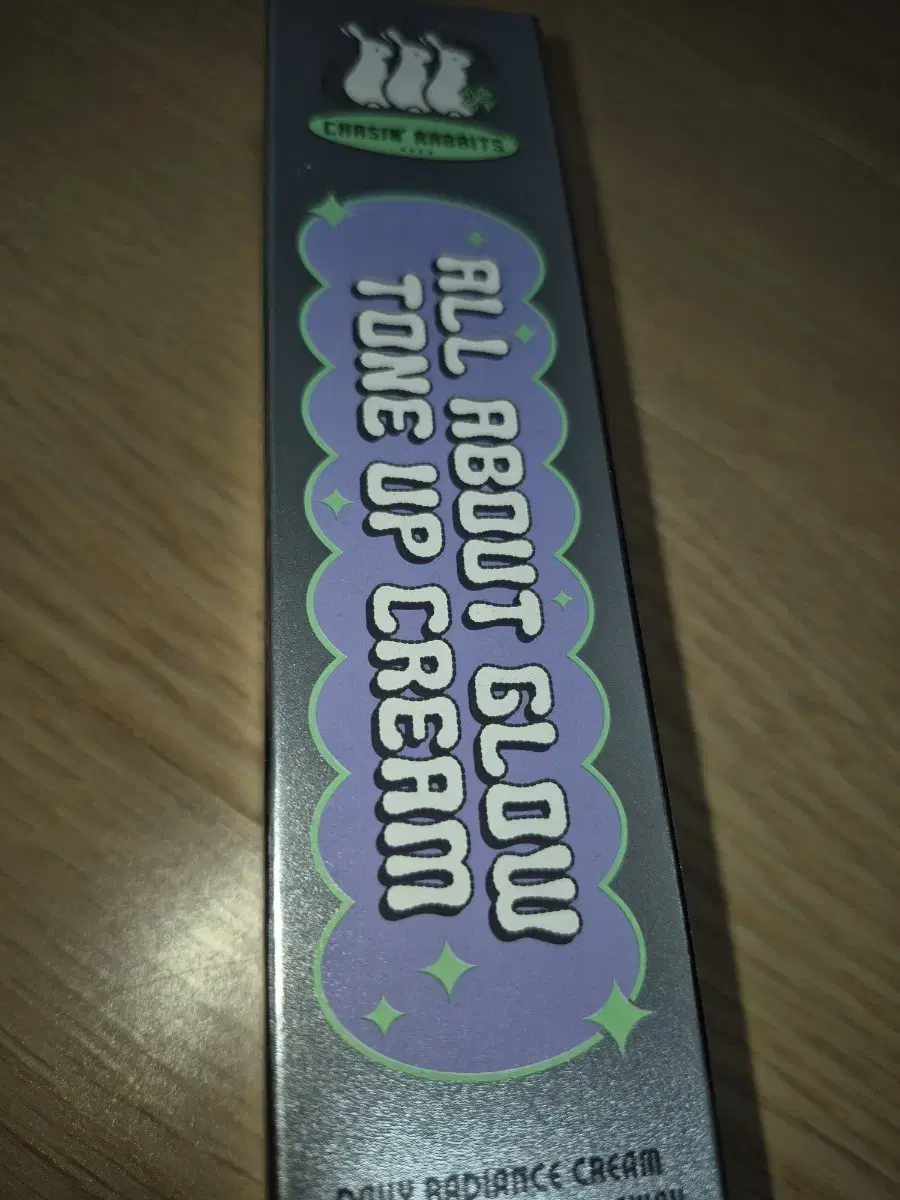 CHASIN' RABBITS
ALL ABOUT GLOW
TONE UP CREAM
DAILY RADIANCE CREAM